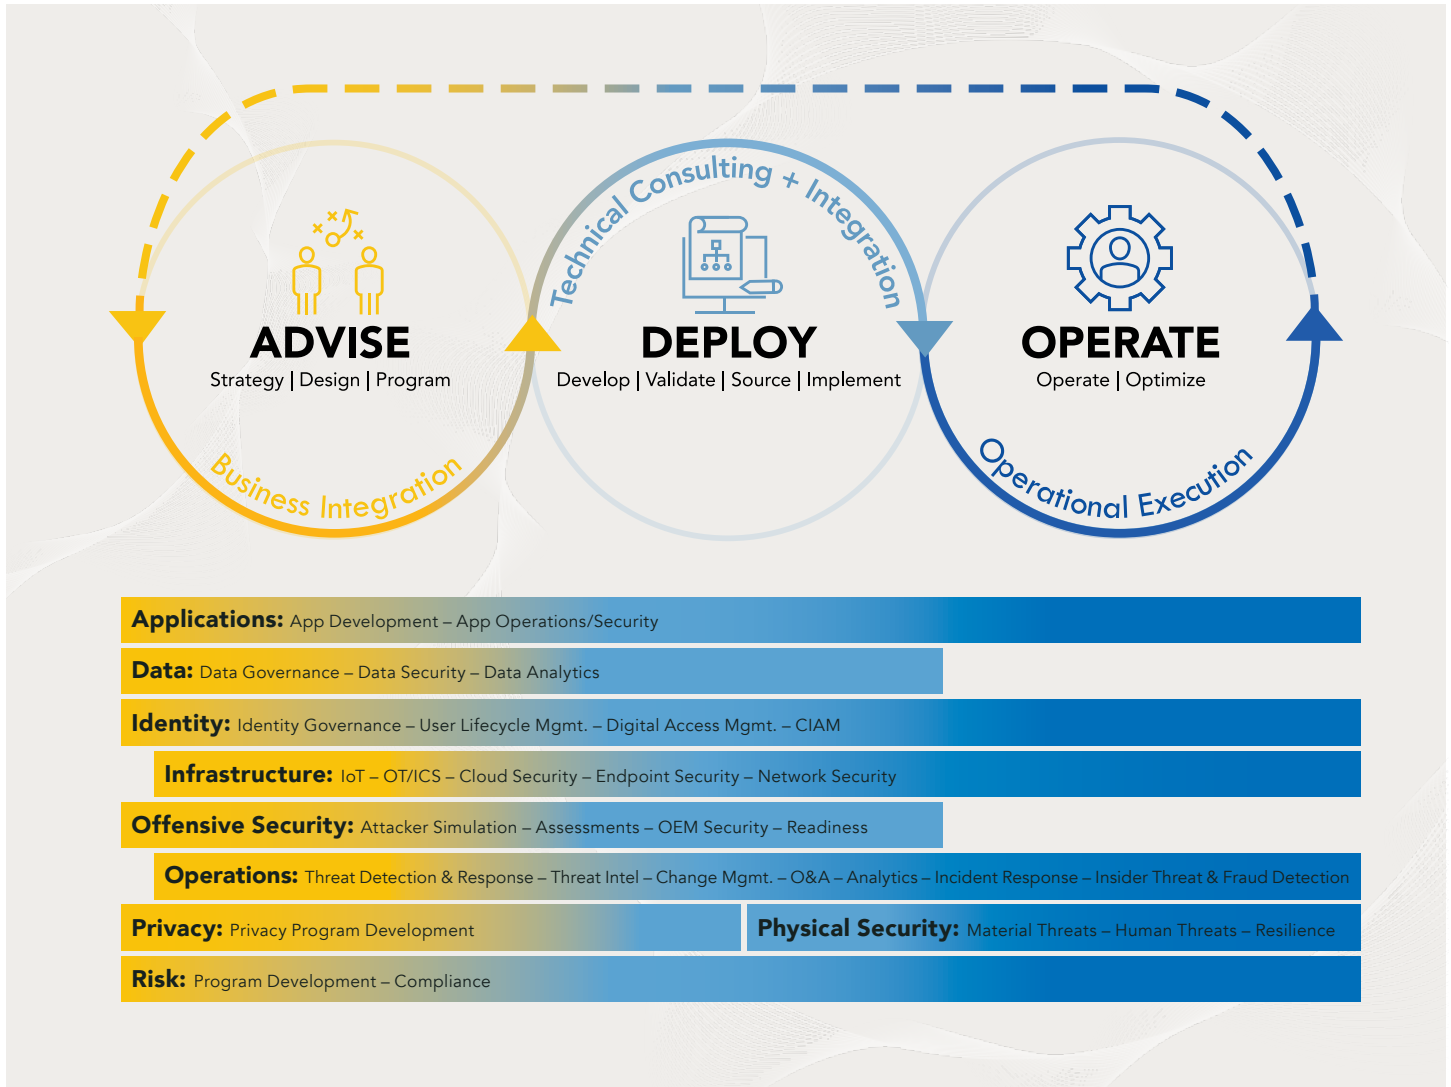 Technical Consulting + Integration
ADVISE
Strategy | Design | Program
DEPLOY
Develop | Validate | Source | Implement
OPERATE
Operate | Optimize
Business Integration
Operational Execution
Applications: App Development – App Operations/Security
Data: Data Governance – Data Security – Data Analytics
Identity: Identity Governance – User Lifecycle Mgmt. – Digital Access Mgmt. – CIAM
Infrastructure: IoT – OT/ICS – Cloud Security – Endpoint Security – Network Security
Offensive Security: Attacker Simulation – Assessments – OEM Security – Readiness
Operations: Threat Detection & Response – Threat Intel – Change Mgmt. – O&A – Analytics – Incident Response – Insider Threat & Fraud Detection
Privacy: Privacy Program Development
Physical Security: Material Threats – Human Threats – Resilience
Risk: Program Development – Compliance